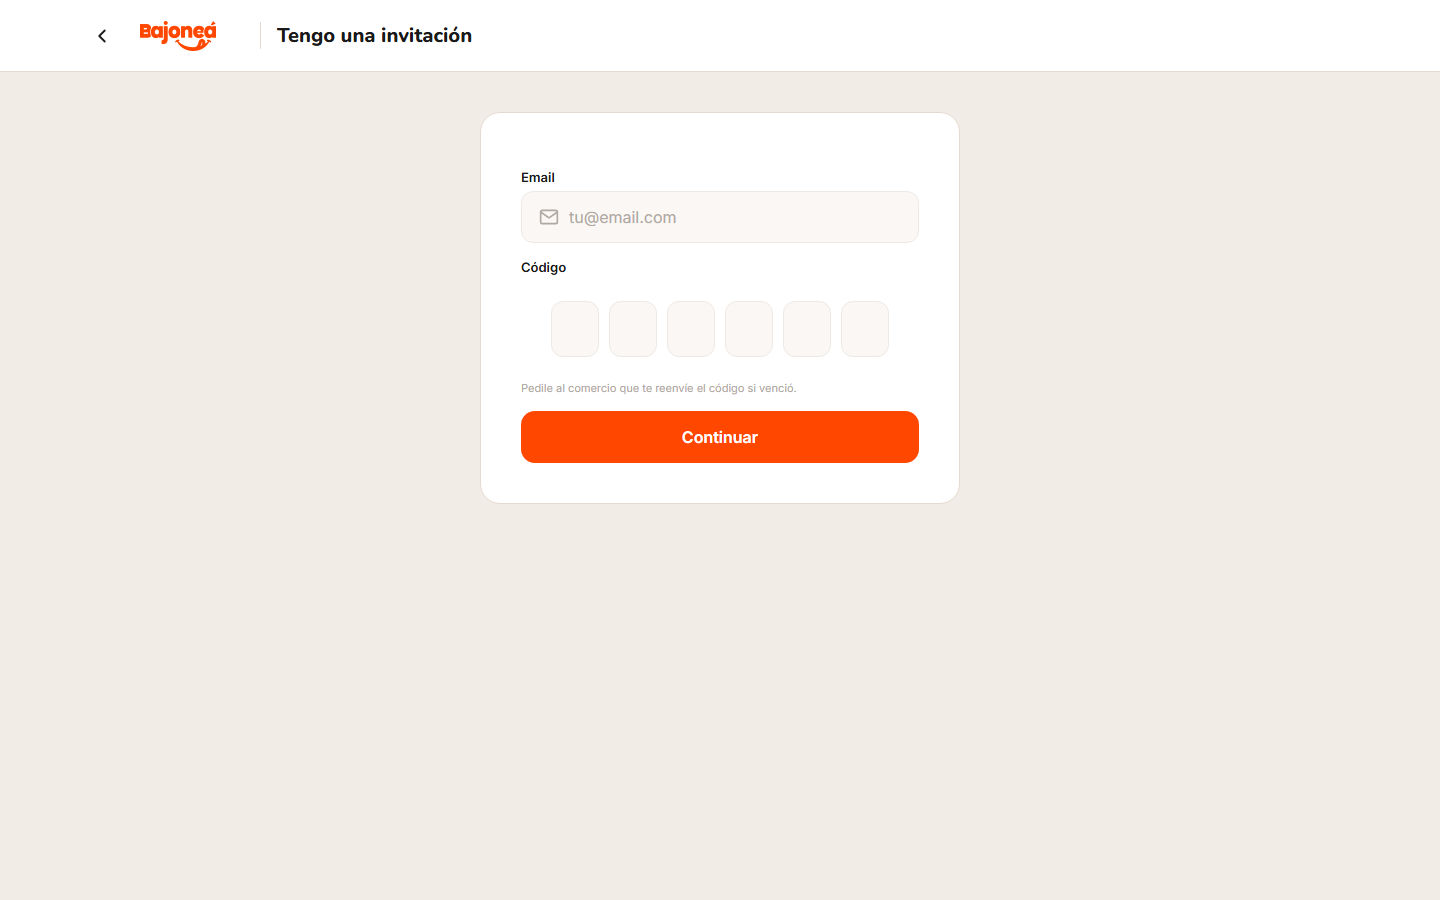 Bajoneá
Tengo una invitación
Email
tu@email.com
Código
Pedile al comercio que te reenvíe el código si venció.
Continuar